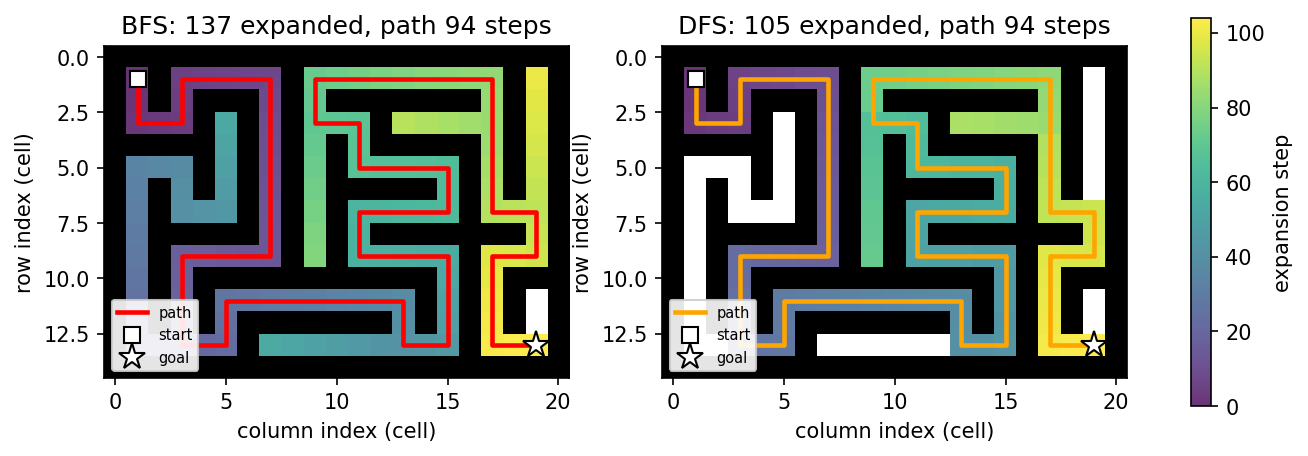 BFS: 137 expanded, path 94 steps
DFS: 105 expanded, path 94 steps
row index (cell)
0.0
2.5
5.0
7.5
10.0
12.5
path
start
goal
0
5
10
15
20
column index (cell)
row index (cell)
0.0
2.5
5.0
7.5
10.0
12.5
path
start
goal
0
5
10
15
20
column index (cell)
100
80
60
40
20
0
expansion step